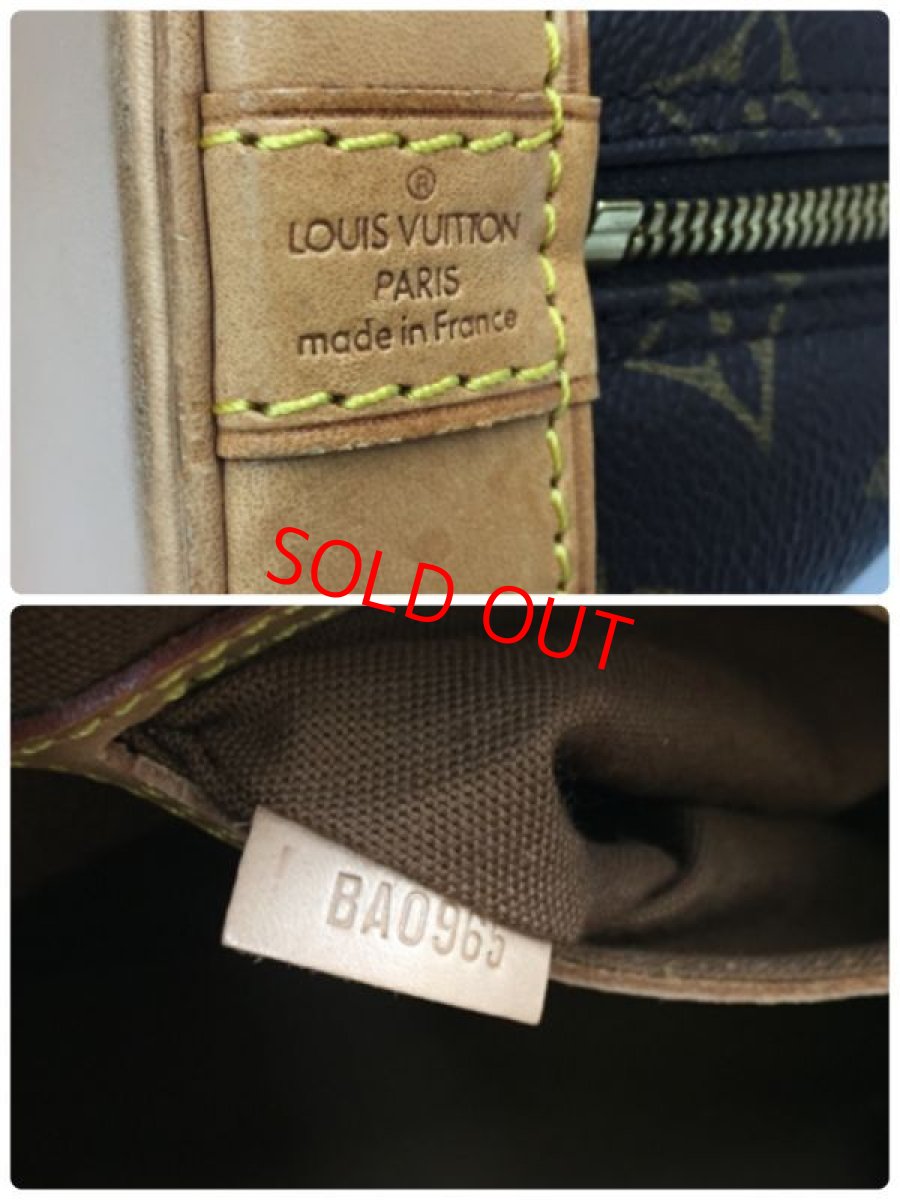 ®
LOUIS VUITTON
PARIS
made in France
SOLD OUT
BA0965